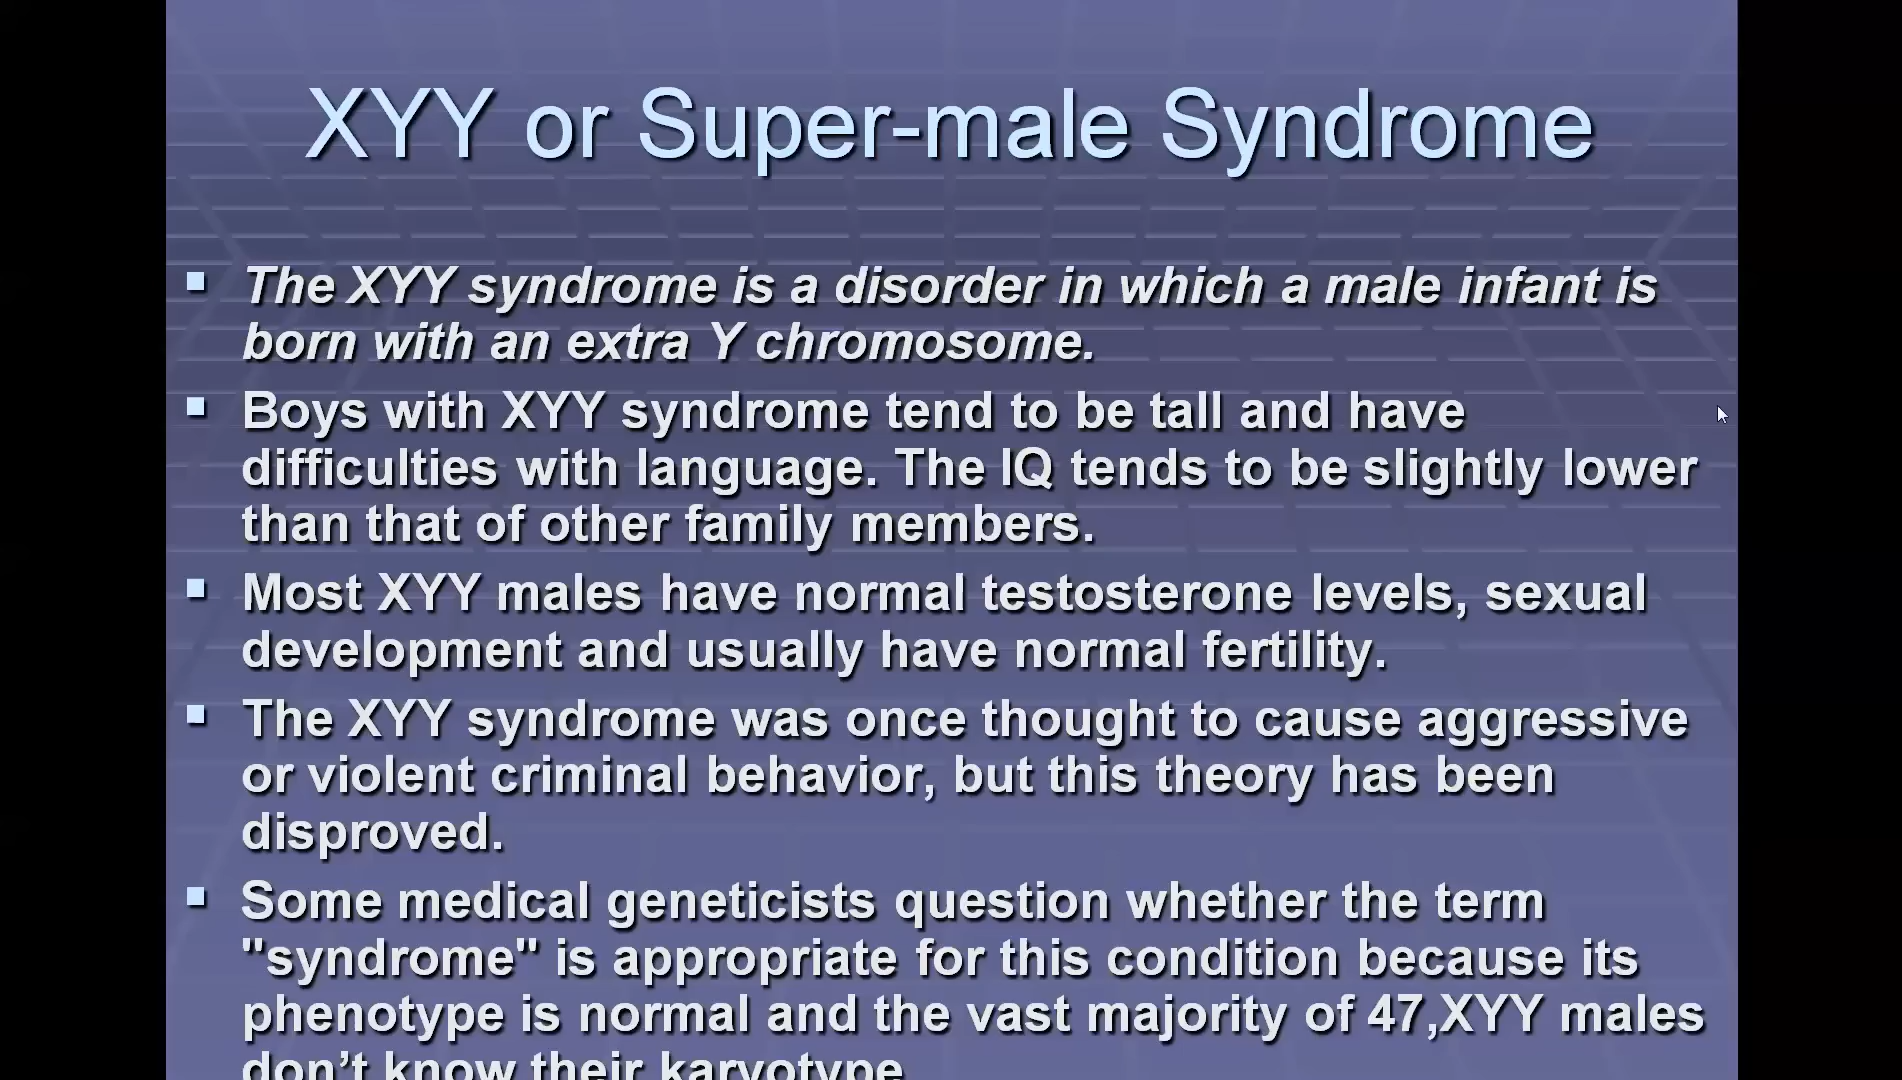 XYY or Super-male Syndrome
The XYY syndrome is a disorder in which a male infant is
born with an extra Y chromosome.
Boys with XYY syndrome tend to be tall and have
difficulties with language. The IQ tends to be slightly lower
than that of other family members.
Most XYY males have normal testosterone levels, sexual
development and usually have normal fertility.
The XYY syndrome was once thought to cause aggressive
or violent criminal behavior, but this theory has been
disproved.
Some medical geneticists question whether the term
"syndrome" is appropriate for this condition because its
phenotype is normal and the vast majority of 47,XYY males
don’t know their karyotype.